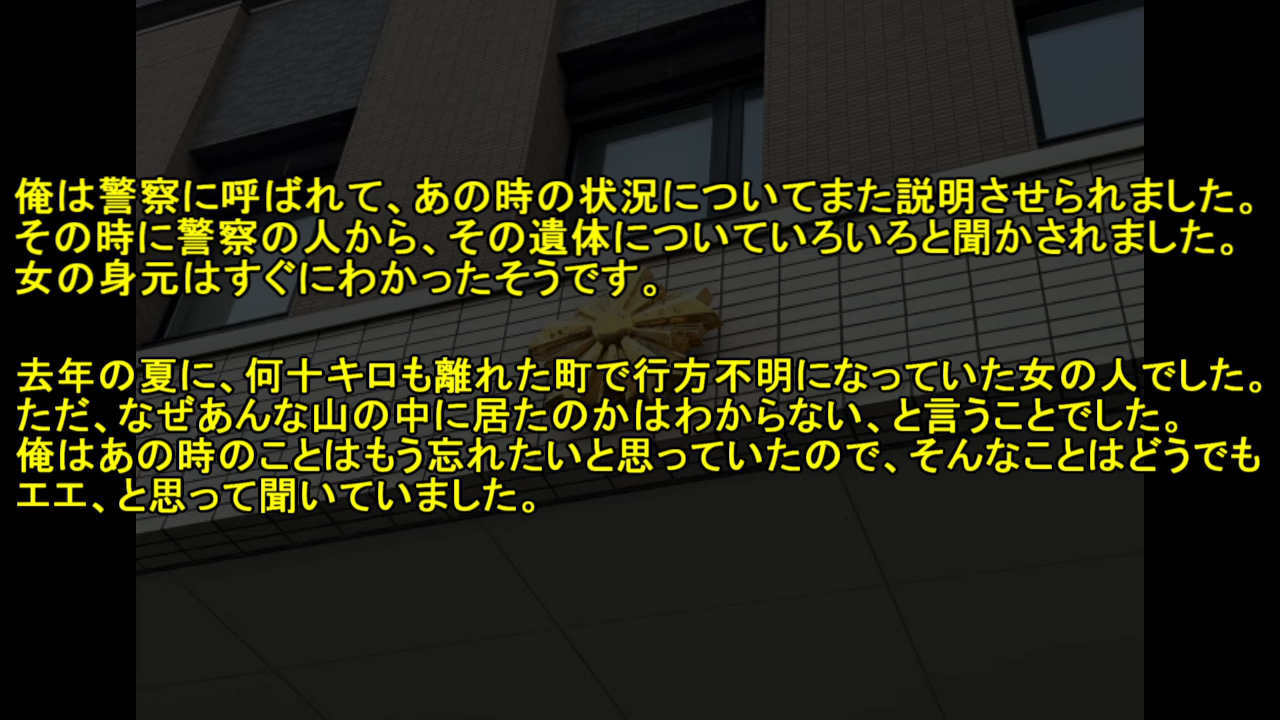 俺は警察に呼ばれて、あの時の状況についてまた説明させられました。
その時に警察の人から、その遺体についていろいろと聞かされました。
女の身元はすぐにわかったそうです。
去年の夏に、何十キロも離れた町で行方不明になっていた女の人でした。
ただ、なぜあんな山の中に居たのかはわからない、と言うことでした。
俺はあの時のことはもう忘れたいと思っていたので、そんなことはどうでも
エエ、と思って聞いていました。